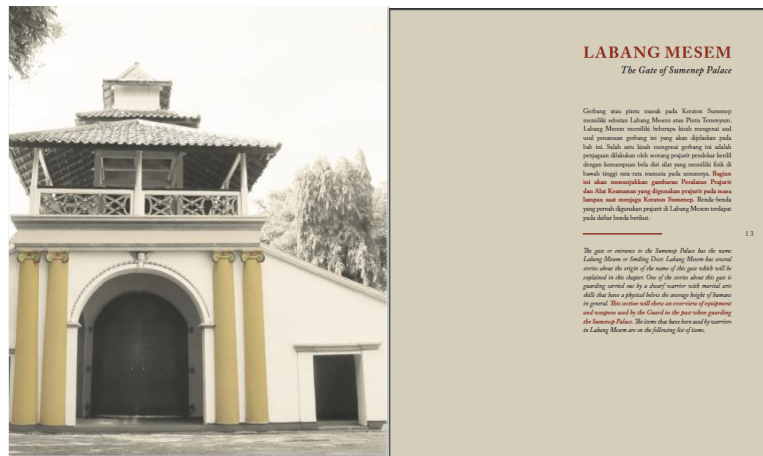 LABANG MESEM
The Gate of Sumenep Palace
Gerbang atau pintu masuk pada Keraton Sumenep
memiliki sebutan Labang Mesem atau Pintu Tersenyum.
Labang Mesem memiliki beberapa kisah mengenai asal
usul penamaan gerbang ini yang akan dijelaskan pada
bab ini. Salah satu kisah mengenai gerbang ini adalah
penjagaan dilakukan oleh seorang prajurit pendekar kerdil
dengan kemampuan bela diri silat yang memiliki fisik di
bawah tinggi rata-rata manusia pada umumnya. Bagian
ini akan menunjukkan gambaran Peralatan Prajurit
dan Alat Keamanan yang digunakan prajurit pada masa
lampau saat menjaga Keraton Sumenep. Benda-benda
yang pernah digunakan prajurit di Labang Mesem terdapat
pada daftar benda berikut.
13
The gate or entrance to the Sumenep Palace has the name
Labang Mesem or Smiling Door. Labang Mesem has several
stories about the origin of the name of this gate which will be
explained in this chapter. One of the stories about this gate is
guarding carried out by a dwarf warrior with martial arts
skills that have a physical below the average height of humans
in general. This section will show an overview of equipment
and weapons used by the Guard in the past when guarding
the Sumenep Palace. The items that have been used by warriors
in Labang Mesem are on the following list of items.